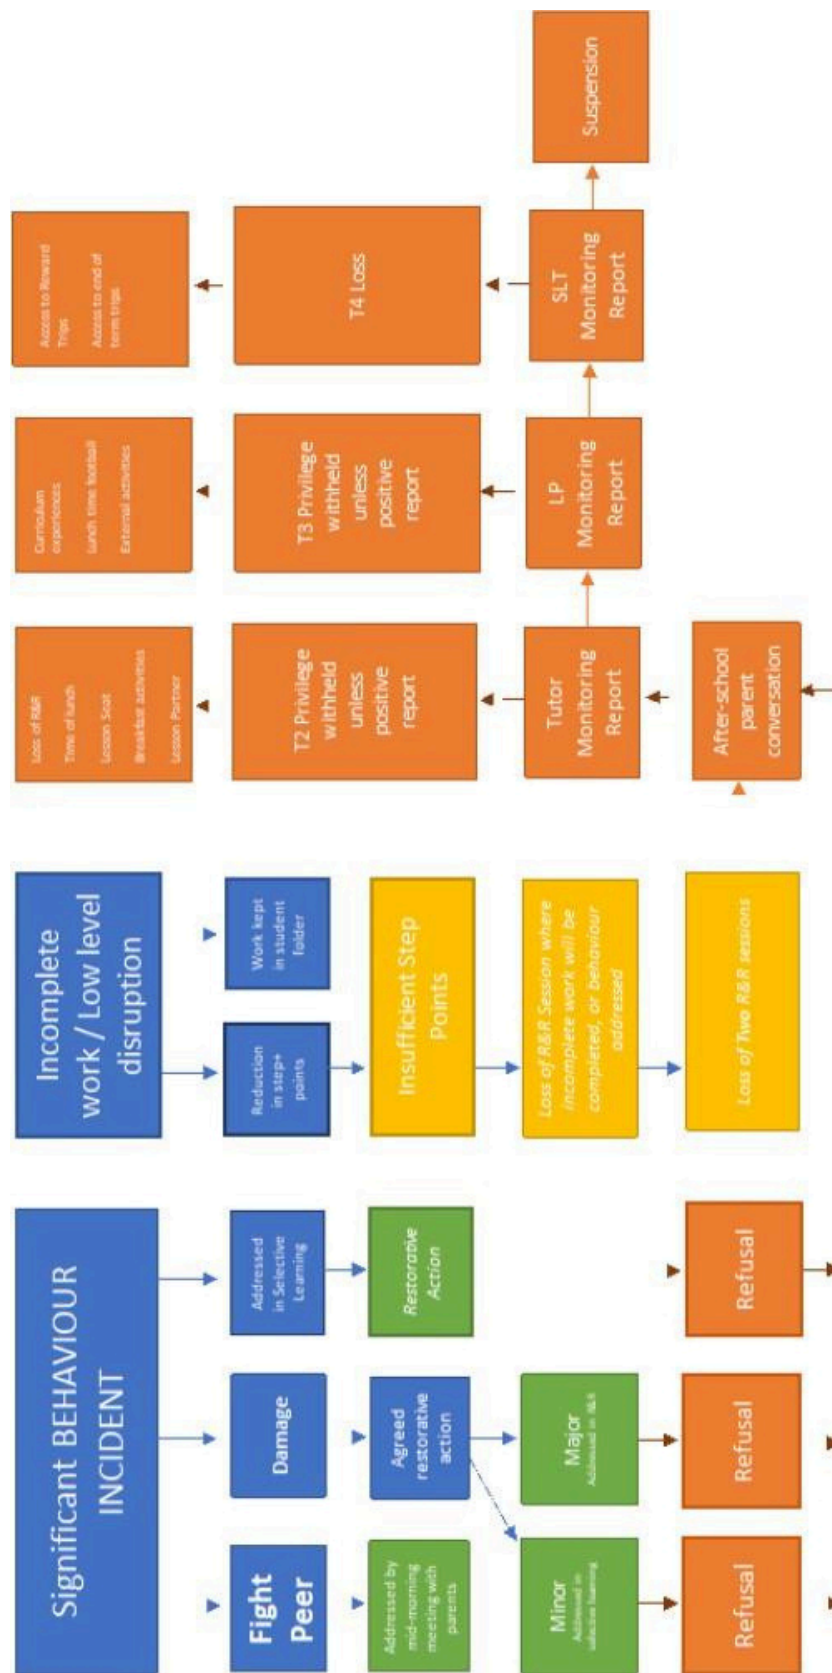 Significant BEHAVIOUR
INCIDENT
Fight
Peer
Damage
Addressed
in Selective
Learning
Addressed by
mid-morning
meeting with
parents
Agreed
restorative
action
Restorative
Action
Minor
Addressed in
selective learning
Major
Addressed in R&R
Refusal
Refusal
Refusal
Incomplete
work / Low level
disruption
Reduction
in step+
points
Work kept
in student
folder
Insufficient Step
Points
Loss of R&R Session where
incomplete work will be
completed, or behaviour
addressed
Loss of Two R&R sessions
Loss of R&R
Time of lunch
Lesson Seat
Breakfast activities
Lesson Partner
Curriculum
experiences
Lunch time football
External activities
Access to Reward
Trips
Access to end of
term trips
T2 Privilege
withheld
unless
positive
report
T3 Privilege
withheld
unless
positive
report
T4 Loss
Tutor
Monitoring
Report
LP
Monitoring
Report
SLT
Monitoring
Report
Suspension
After-school
parent
conversation